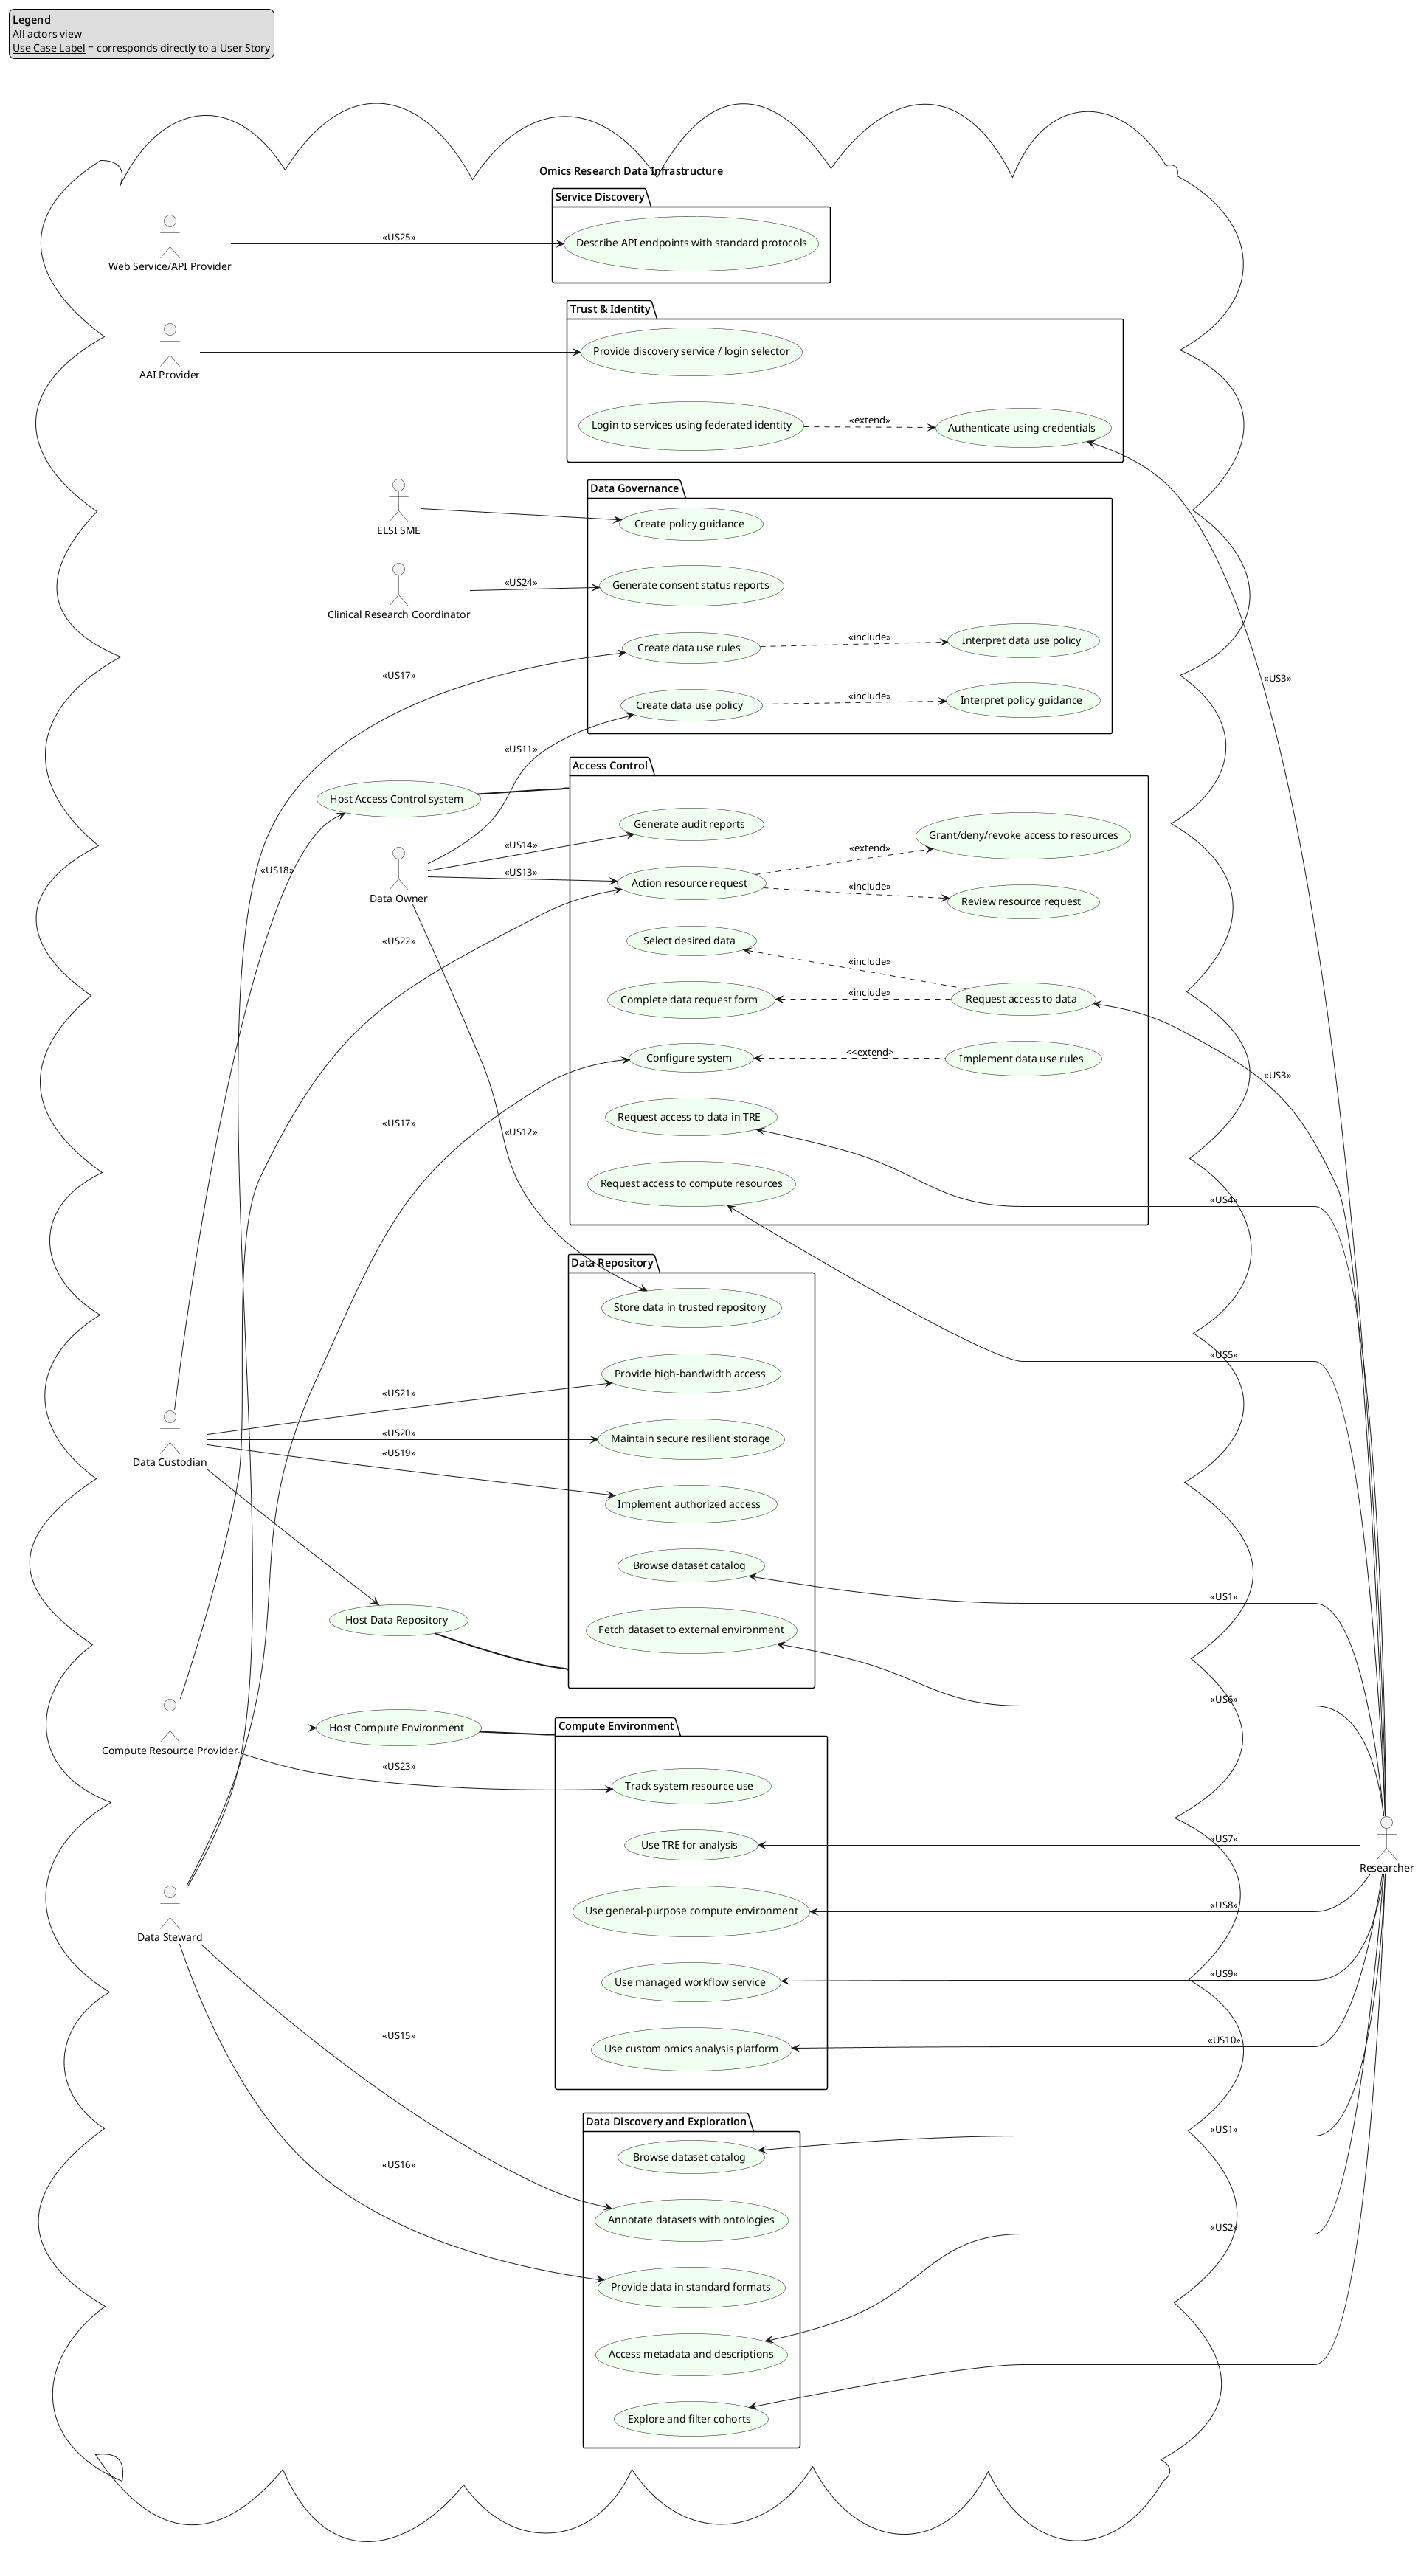 Legend
All actors view
Use Case Label = corresponds directly to a User Story
Omics Research Data Infrastructure
Service Discovery
Describe API endpoints with standard protocols
«US25»
Web Service/API Provider
Trust & Identity
Provide discovery service / login selector
AAI Provider
Login to services using federated identity
«extend»
Authenticate using credentials
Data Governance
ELSI SME
Create policy guidance
Clinical Research Coordinator
«US24»
Generate consent status reports
«US17»
Create data use rules
«include»
Interpret data use policy
«US3»
Create data use policy
«include»
Interpret policy guidance
«US11»
Access Control
Host Access Control system
Generate audit reports
Grant/deny/revoke access to resources
«US14»
«extend»
«US18»
«US13»
Action resource request
«include»
Review resource request
Data Owner
«US22»
Select desired data
«include»
Complete data request form
«include»
Request access to data
Configure system
<<extend>
Implement data use rules
«US3»
Request access to data in TRE
«US17»
«US12»
Request access to compute resources
«US4»
Data Repository
Store data in trusted repository
«US5»
Provide high-bandwidth access
«US21»
«US20»
Maintain secure resilient storage
«US19»
Data Custodian
Implement authorized access
Browse dataset catalog
«US1»
Host Data Repository
Fetch dataset to external environment
«US6»
Compute Environment
Host Compute Environment
Compute Resource Provider
«US23»
Track system resource use
Use TRE for analysis
«US7»
Researcher
Use general-purpose compute environment
«US8»
Data Steward
Use managed workflow service
«US9»
«US15»
Use custom omics analysis platform
«US10»
Data Discovery and Exploration
Browse dataset catalog
«US1»
«US16»
Annotate datasets with ontologies
«US2»
Provide data in standard formats
Access metadata and descriptions
Explore and filter cohorts